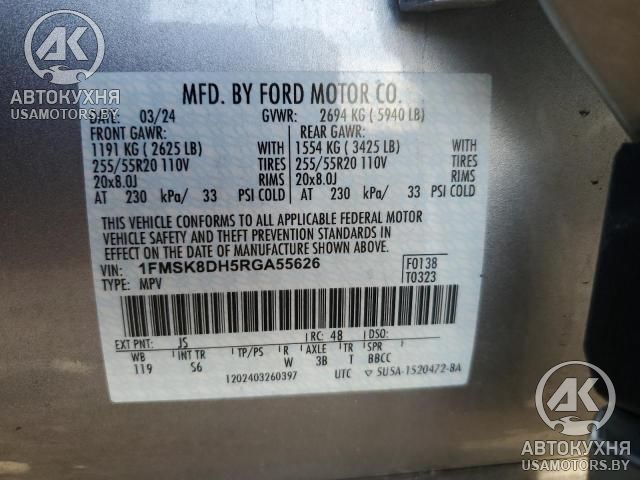 АК
АВТОКУХНЯ
USAMOTORS.BY
MFD. BY FORD MOTOR CO.
DATE: 03/24 GVWR: 2694 KG ( 5940 LB)
FRONT GAWR: REAR GAWR:
1191 KG ( 2625 LB) WITH 1554 KG ( 3425 LB) WITH
255/55R20 110V TIRES 255/55R20 110V TIRES
20x8.0J RIMS 20x8.0J RIMS
AT 230 kPa/ 33 PSI COLD AT 230 kPa/ 33 PSI COLD
THIS VEHICLE CONFORMS TO ALL APPLICABLE FEDERAL MOTOR
VEHICLE SAFETY AND THEFT PREVENTION STANDARDS IN
EFFECT ON THE DATE OF MANUFACTURE SHOWN ABOVE.
VIN: 1FMSK8DH5RGA55626 F0138
TYPE: MPV T0323
EXT PNT: JS RC: 48 DSO:
WB INT TR TP/PS R AXLE TR SPR
119 S6 W 3B T BBCC
1202403260397 UTC ▽ 5USA-1520472-BA
АК
АВТОКУХНЯ
USAMOTORS.BY